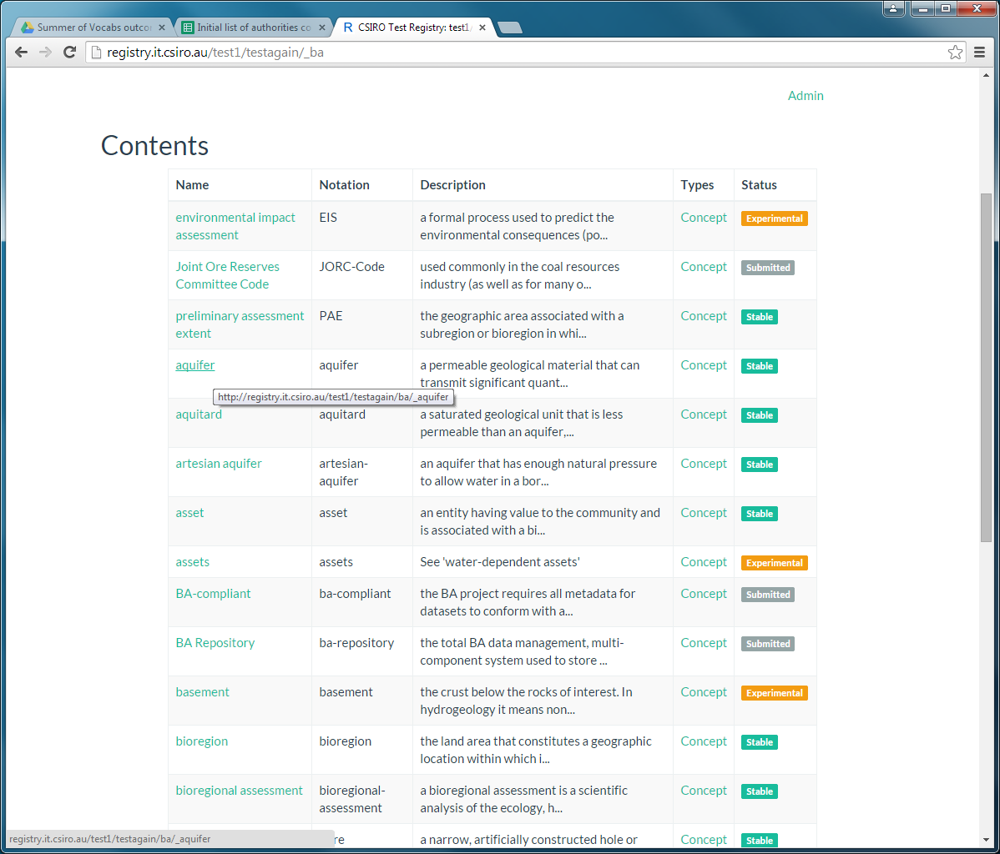 Summer of Vocabs outco
Initial list of authorities co
CSIRO Test Registry: test1/
registry.it.csiro.au/test1/testagain/_ba
Admin
Contents
Name Notation Description Types Status
environmental impact assessment EIS a formal process used to predict the environmental consequences (po... Concept Experimental
Joint Ore Reserves Committee Code JORC-Code used commonly in the coal resources industry (as well as for many o... Concept Submitted
preliminary assessment extent PAE the geographic area associated with a subregion or bioregion in whi... Concept Stable
aquifer aquifer a permeable geological material that can transmit significant quant... Concept Stable
http://registry.it.csiro.au/test1/testagain/ba/_aquifer
aquitard aquitard a saturated geological unit that is less permeable than an aquifer,... Concept Stable
artesian aquifer artesian-aquifer an aquifer that has enough natural pressure to allow water in a bor... Concept Stable
asset asset an entity having value to the community and is associated with a bi... Concept Stable
assets assets See 'water-dependent assets' Concept Experimental
BA-compliant ba-compliant the BA project requires all metadata for datasets to conform with a... Concept Submitted
BA Repository ba-repository the total BA data management, multi-component system used to store ... Concept Submitted
basement basement the crust below the rocks of interest. In hydrogeology it means non... Concept Experimental
bioregion bioregion the land area that constitutes a geographic location within which i... Concept Stable
bioregional assessment bioregional-assessment a bioregional assessment is a scientific analysis of the ecology, h... Concept Stable
a narrow, artificially constructed hole or Concept Stable
registry.it.csiro.au/test1/testagain/ba/_aquifer